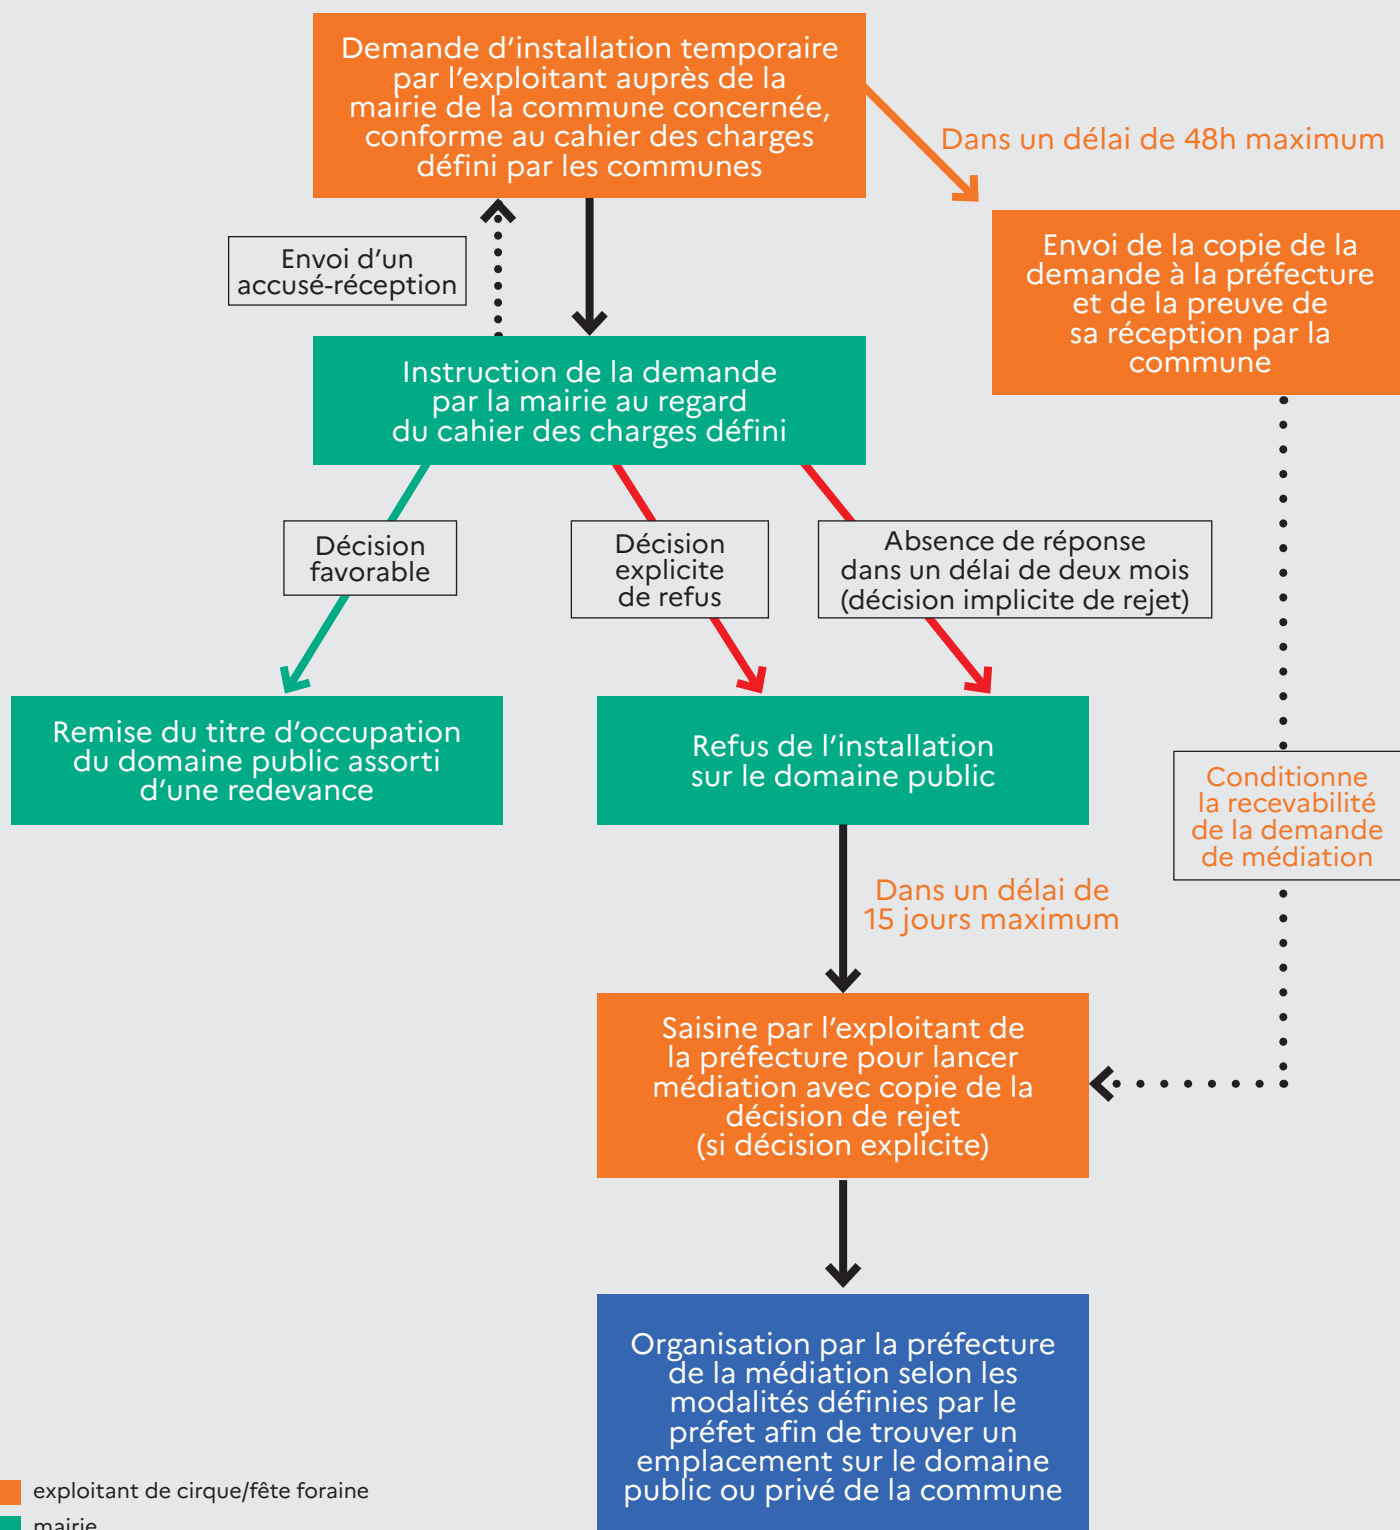 Demande d’installation temporaire
par l’exploitant auprès de la
mairie de la commune concernée,
conforme au cahier des charges
défini par les communes
Dans un délai de 48h maximum
Envoi de la copie de la
demande à la préfecture
et de la preuve de
sa réception par la
commune
Envoi d’un
accusé-réception
Instruction de la demande
par la mairie au regard
du cahier des charges défini
Décision
favorable
Décision
explicite
de refus
Absence de réponse
dans un délai de deux mois
(décision implicite de rejet)
Remise du titre d’occupation
du domaine public assorti
d’une redevance
Refus de l’installation
sur le domaine public
Conditionne
la recevabilité
de la demande
de médiation
Dans un délai de
15 jours maximum
Saisine par l’exploitant de
la préfecture pour lancer
médiation avec copie de la
décision de rejet
(si décision explicite)
Organisation par la préfecture
de la médiation selon les
modalités définies par le
préfet afin de trouver un
emplacement sur le domaine
public ou privé de la commune
exploitant de cirque/fête foraine
mairie